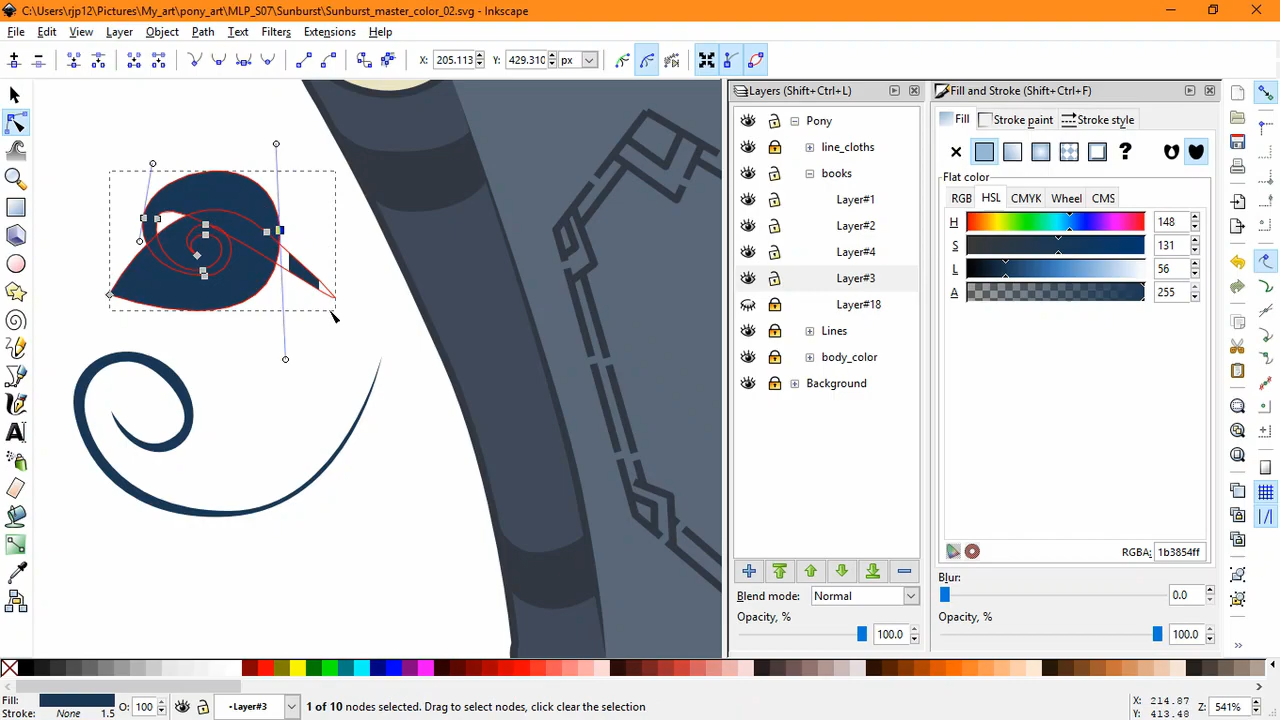 C:\Users\rjp12\Pictures\My_art\pony_art\MLP_S07\Sunburst\Sunburst_master_color_02.svg - Inkscape
File Edit View Layer Object Path Text Filters Extensions Help
X: 205.113 Y: 429.310 px
Layers (Shift+Ctrl+L)
Pony
line_cloths
books
Layer#1
Layer#2
Layer#4
Layer#3
Layer#18
Lines
body_color
Background
Blend mode: Normal
Opacity, %
100.0
Fill and Stroke (Shift+Ctrl+F)
Fill Stroke paint Stroke style
?
Flat color
RGB HSL CMYK Wheel CMS
H 148
S 131
L 56
A 255
RGBA: 1b3854ff
Blur:
0.0
Opacity, %
100.0
Fill:
Stroke: None 1.5
O: 100
·Layer#3
1 of 10 nodes selected. Drag to select nodes, click clear the selection
X: 214.87
Y: 413.48
Z: 541%